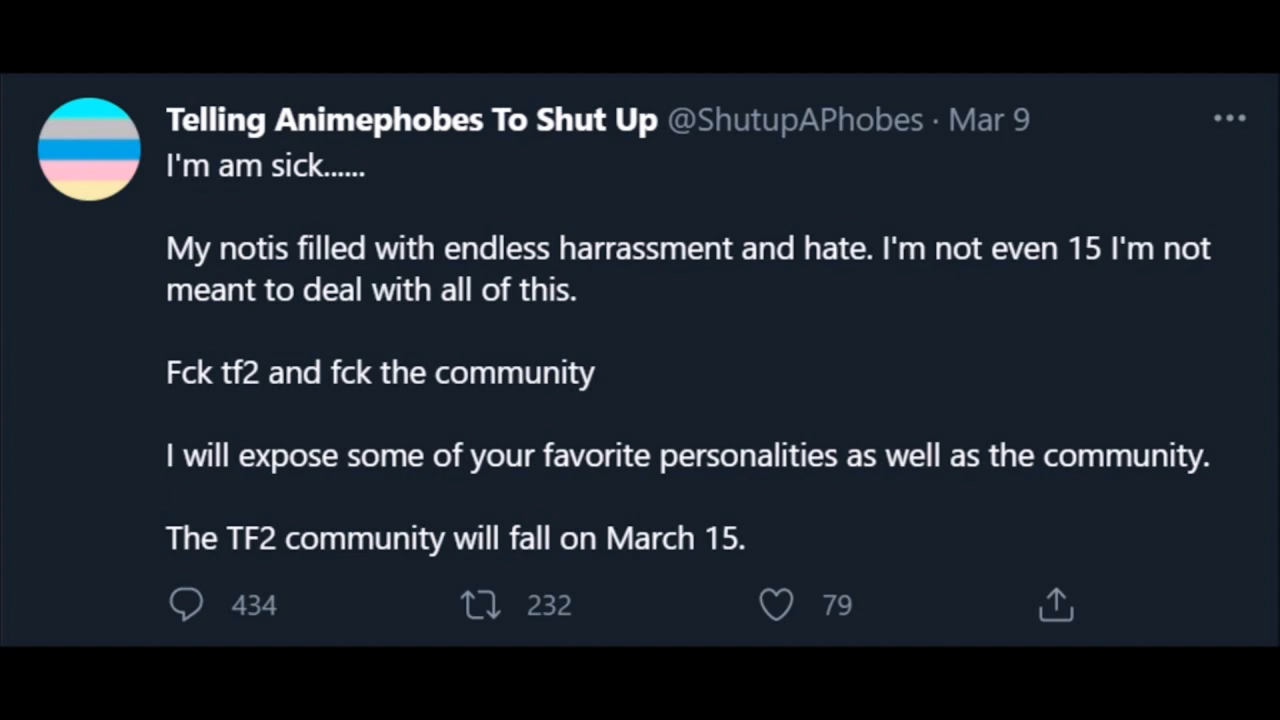 Telling Animephobes To Shut Up @ShutupAPhobes · Mar 9
I'm am sick......
My notis filled with endless harrassment and hate. I'm not even 15 I'm not
meant to deal with all of this.
Fck tf2 and fck the community
I will expose some of your favorite personalities as well as the community.
The TF2 community will fall on March 15.
434 232 79